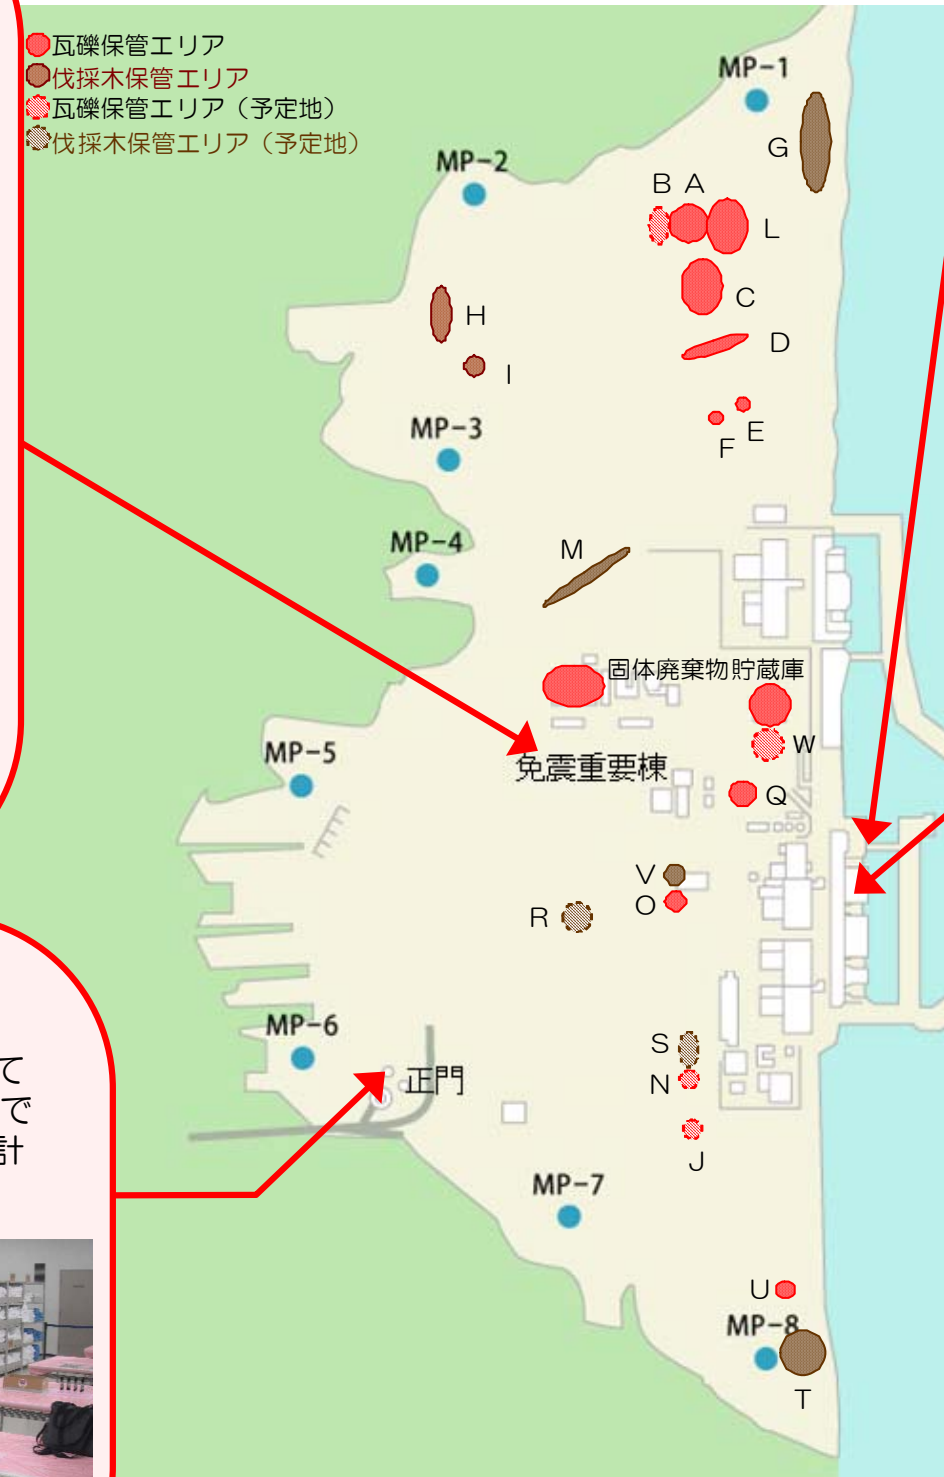 瓦礫保管エリア
伐採木保管エリア
瓦礫保管エリア（予定地）
伐採木保管エリア（予定地）
MP-1
G
MP-2
B A
L
C
H
D
I
E
F
MP-3
MP-4
M
固体廃棄物貯蔵庫
W
MP-5
免震重要棟
Q
V
O
R
MP-6
S
て
正門
N
で
計
J
MP-7
U
MP-8
T